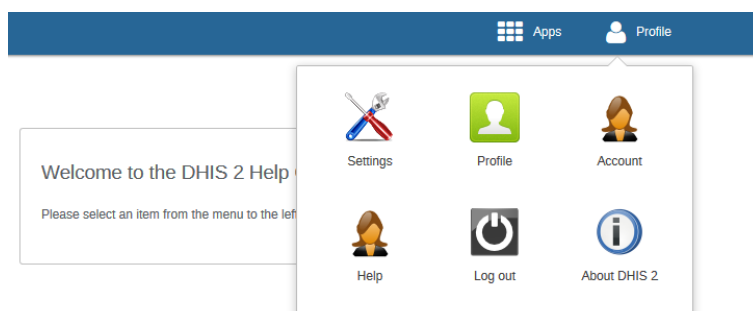 Apps Profile
Settings Profile Account
Welcome to the DHIS 2 Help
Please select an item from the menu to the left
Help Log out About DHIS 2